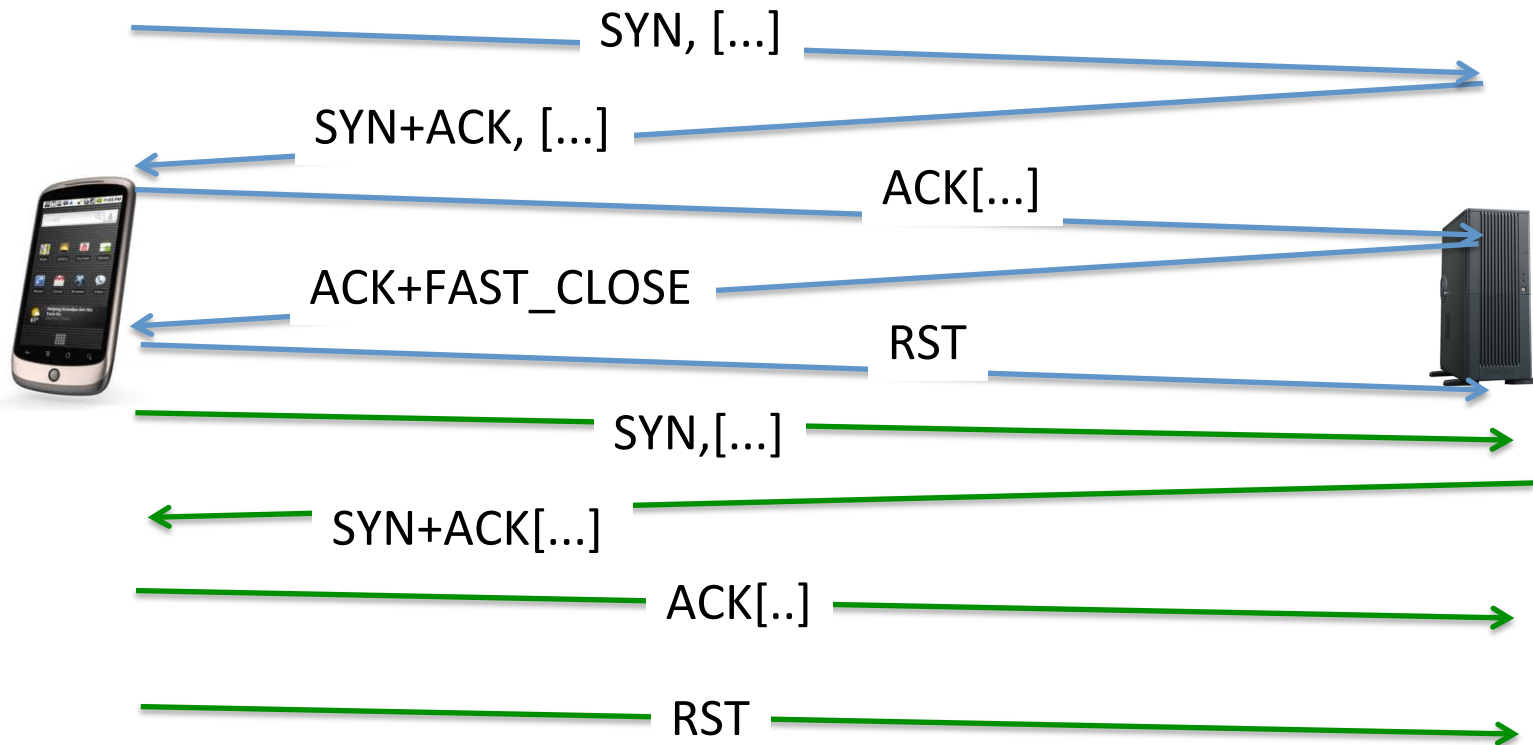 SYN, [...]
SYN+ACK, [...]
ACK[...]
ACK+FAST_CLOSE
RST
SYN,[...]
SYN+ACK[...]
ACK[..]
RST